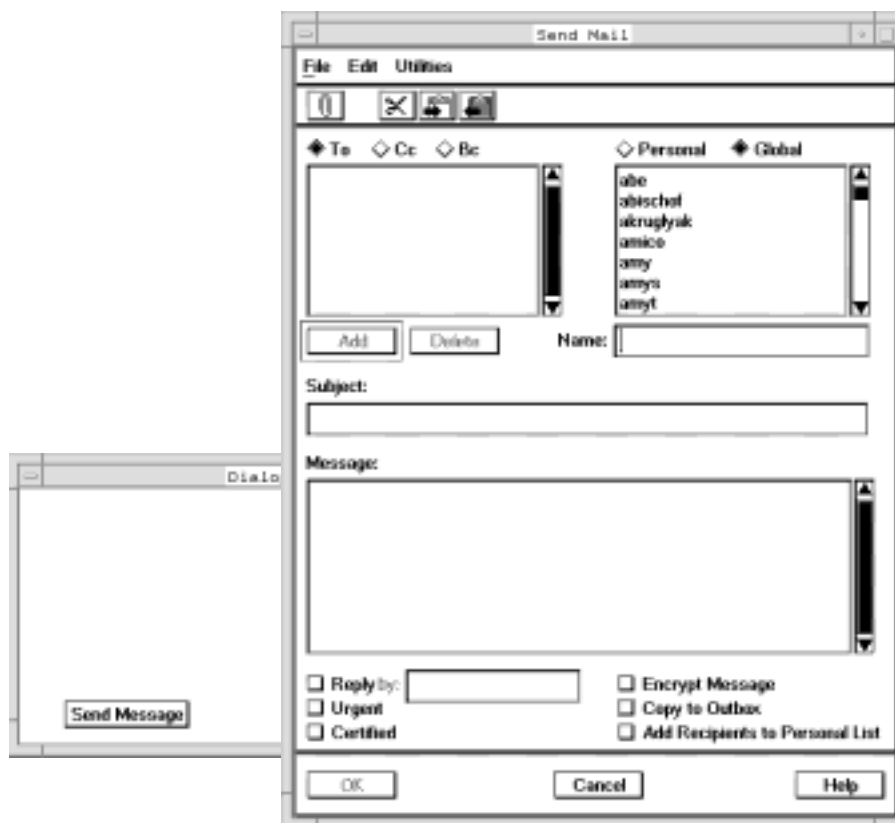 Send Mail
File Edit Utilities
To Cc Bc Personal Global
abe
abischof
akruglyak
amico
amy
amys
amyt
Add Delete Name:
Subject:
Message:
Dialo
Send Message
Reply by: Encrypt Message
Urgent Copy to Outbox
Certified Add Recipients to Personal List
OK Cancel Help